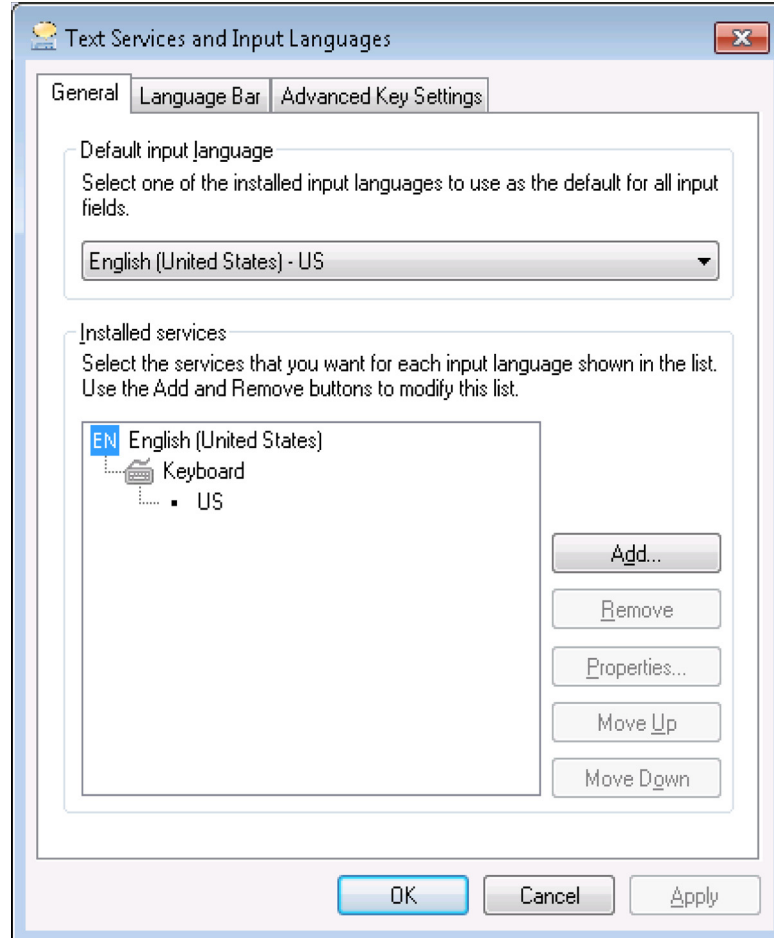 Text Services and Input Languages
General
Language Bar
Advanced Key Settings
Default input language
Select one of the installed input languages to use as the default for all input
fields.
English (United States) - US
Installed services
Select the services that you want for each input language shown in the list.
Use the Add and Remove buttons to modify this list.
EN English (United States)
Keyboard
US
Add...
Remove
Properties...
Move Up
Move Down
OK
Cancel
Apply